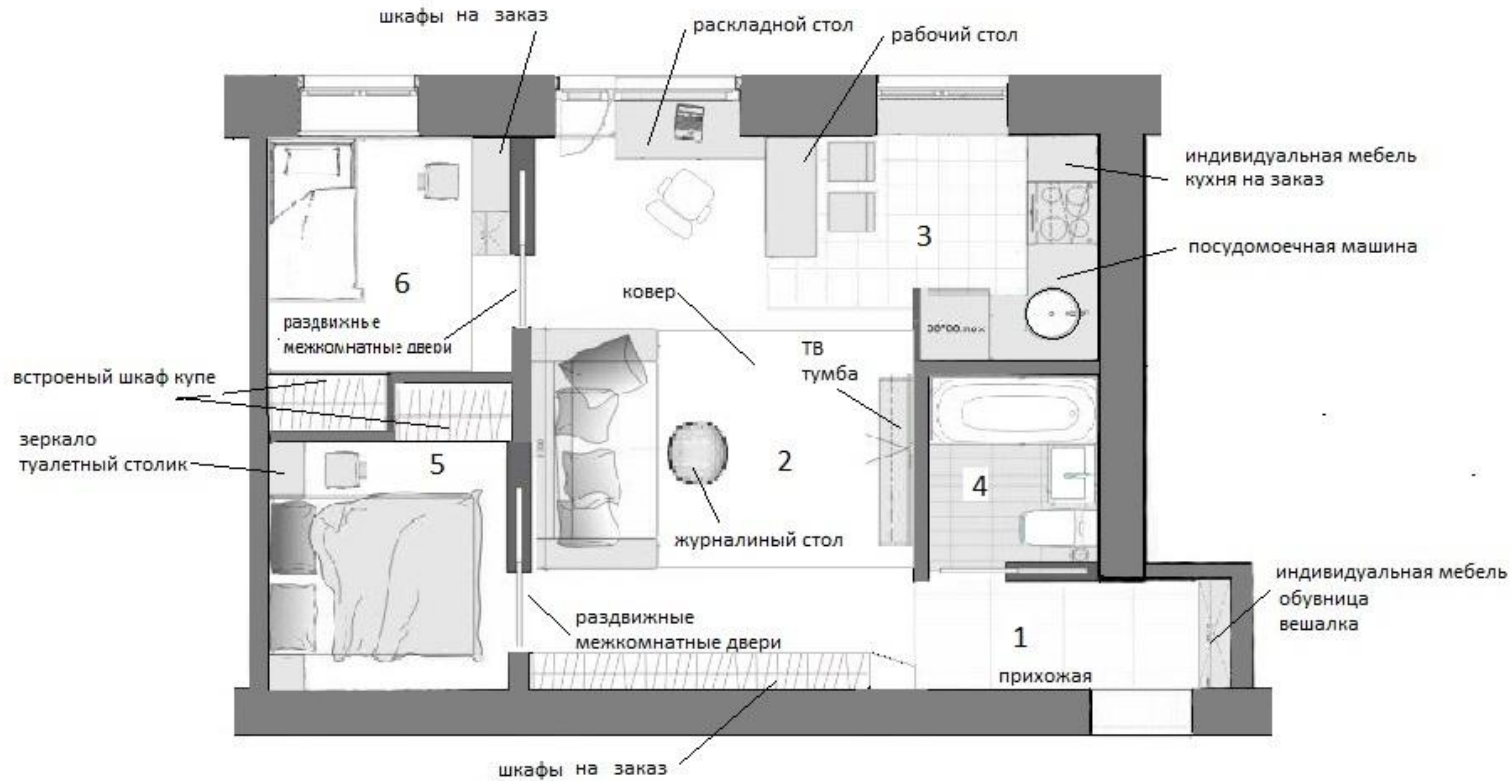 шкафы на заказ
раскладной стол
рабочий стол
индивидуальная мебель
кухня на заказ
посудомоечная машина
3
6
ковер
раздвижные
межкомнатные двери
ТВ
тумба
встроеный шкаф купе
зеркало
туалетный столик
5
2
4
журналиный стол
индивидуальная мебель
обувница
вешалка
раздвижные
межкомнатные двери
1
прихожая
шкафы на заказ